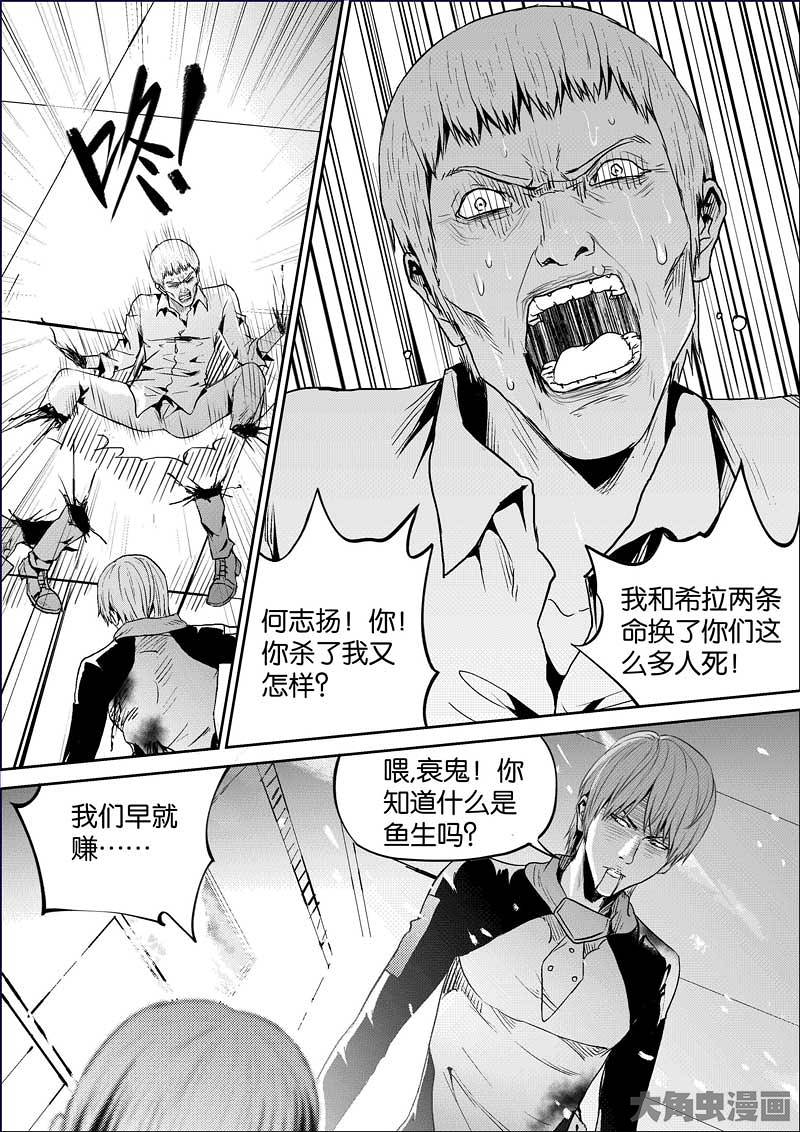 咚!
何志扬！你！
你杀了我又
怎样？
我和希拉两条
命换了你们这
么多人死！
我们早就
赚……
喂,衰鬼！你
知道什么是
鱼生吗？
大角虫漫画